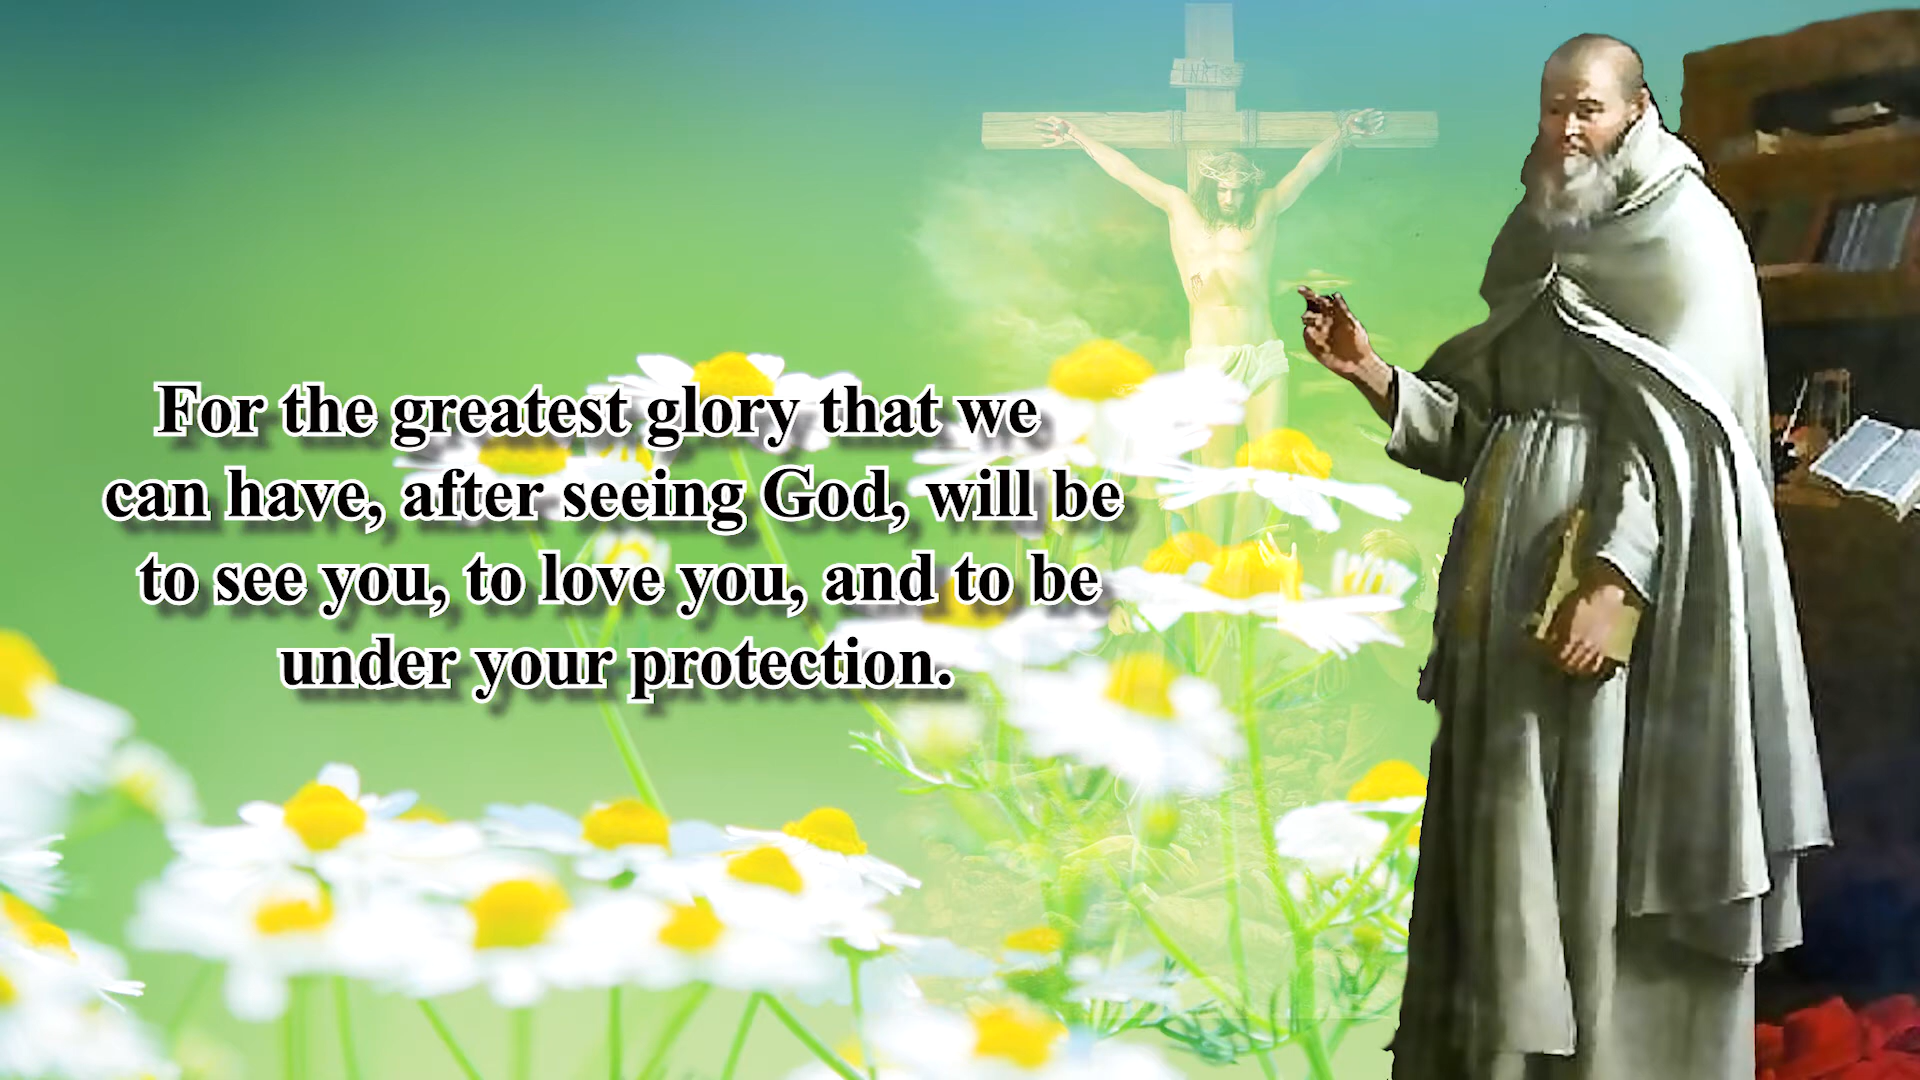 INRI
For the greatest glory that we
can have, after seeing God, will be
to see you, to love you, and to be
under your protection.